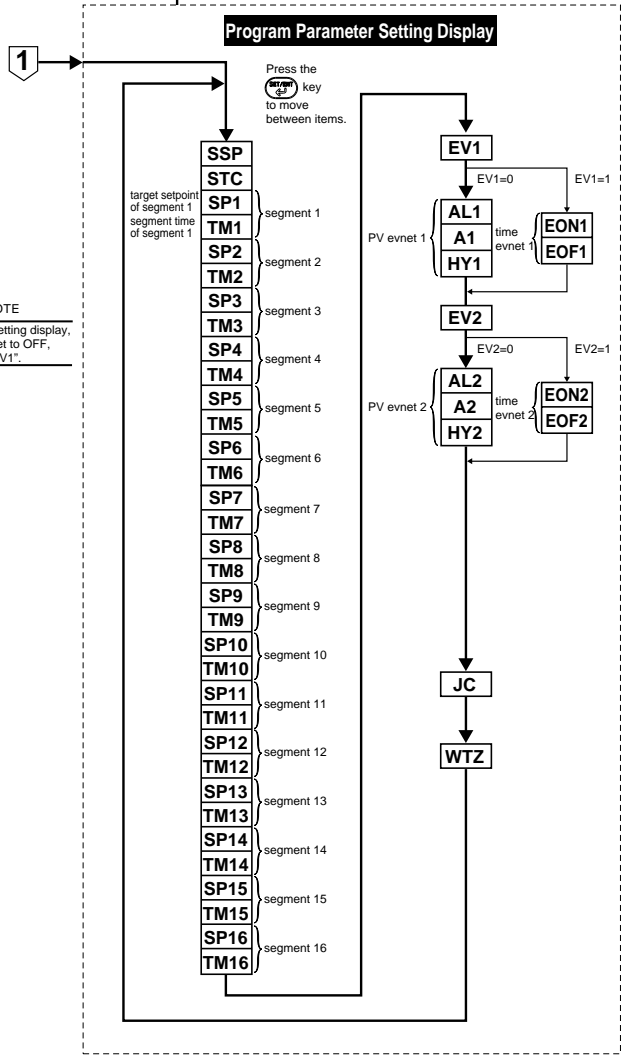 Program Parameter Setting Display
1
Press the
SET/ENT key
to move
between items.
SSP
STC
target setpoint
of segment 1
SP1
segment time
of segment 1
TM1
segment 1
SP2
TM2
segment 2
SP3
TM3
segment 3
SP4
TM4
segment 4
SP5
TM5
segment 5
SP6
TM6
segment 6
SP7
TM7
segment 7
SP8
TM8
segment 8
SP9
TM9
segment 9
SP10
TM10
segment 10
SP11
TM11
segment 11
SP12
TM12
segment 12
SP13
TM13
segment 13
SP14
TM14
segment 14
SP15
TM15
segment 15
SP16
TM16
segment 16
EV1
EV1=0
EV1=1
PV evnet 1
AL1
A1
HY1
time
evnet 1
EON1
EOF1
EV2
EV2=0
EV2=1
PV evnet 2
AL2
A2
HY2
time
evnet 2
EON2
EOF2
JC
WTZ
setting display,
to OFF,